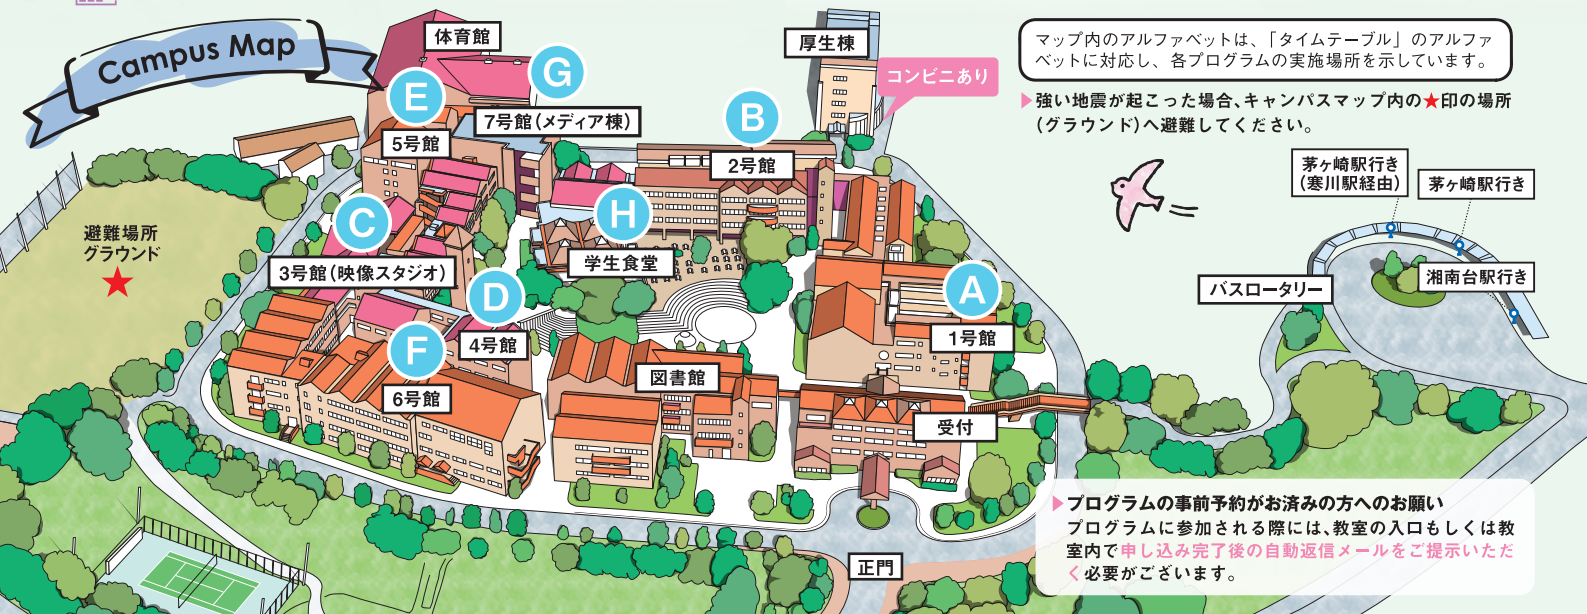 Campus Map
体育館
厚生棟
コンビニあり
マップ内のアルファベットは、「タイムテーブル」のアルファ
ベットに対応し、各プログラムの実施場所を示しています。
▶強い地震が起こった場合、キャンパスマップ内の★印の場所
(グラウンド)へ避難してください。
G
E
7号館(メディア棟)
B
5号館
2号館
茅ヶ崎駅行き
(寒川駅経由)
茅ヶ崎駅行き
C
H
避難場所
グラウンド
3号館(映像スタジオ)
学生食堂
湘南台駅行き
バスロータリー
D
A
4号館
1号館
F
6号館
図書館
受付
正門
▶プログラムの事前予約がお済みの方へのお願い
プログラムに参加される際には、教室の入口もしくは教
室内で申し込み完了後の自動返信メールをご提示いただ
く必要がございます。